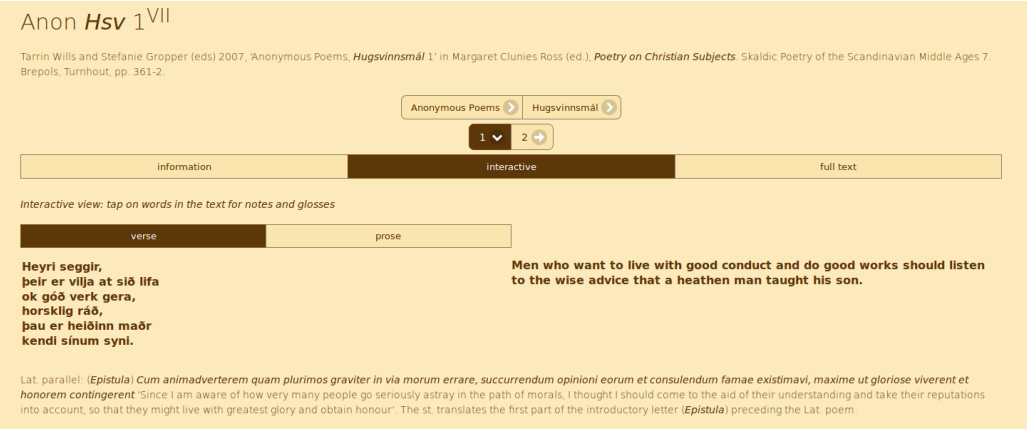 Anon Hsv 1VII
Tarrin Wills and Stefanie Gropper (eds) 2007, 'Anonymous Poems, Hugsvinnsmál 1' in Margaret Clunies Ross (ed.), Poetry on Christian Subjects. Skaldic Poetry of the Scandinavian Middle Ages 7.
Brepols, Turnhout, pp. 361-2.
Anonymous Poems Hugsvinnsmál
1 2
information interactive full text
Interactive view: tap on words in the text for notes and glosses
verse prose
Heyri seggir,
þeir er vilja at sið lifa
ok góð verk gera,
horsklig ráð,
þau er heiðinn maðr
kendi sínum syni.
Men who want to live with good conduct and do good works should listen
to the wise advice that a heathen man taught his son.
Lat. parallel: (Epistula) Cum animadverterem quam plurimos graviter in via morum errare, succurrendum opinioni eorum et consulendum famae existimavi, maxime ut gloriose viverent et
honorem contingerent 'Since I am aware of how very many people go seriously astray in the path of morals, I thought I should come to the aid of their understanding and take their reputations
into account, so that they might live with greatest glory and obtain honour'. The st. translates the first part of the introductory letter (Epistula) preceding the Lat. poem.